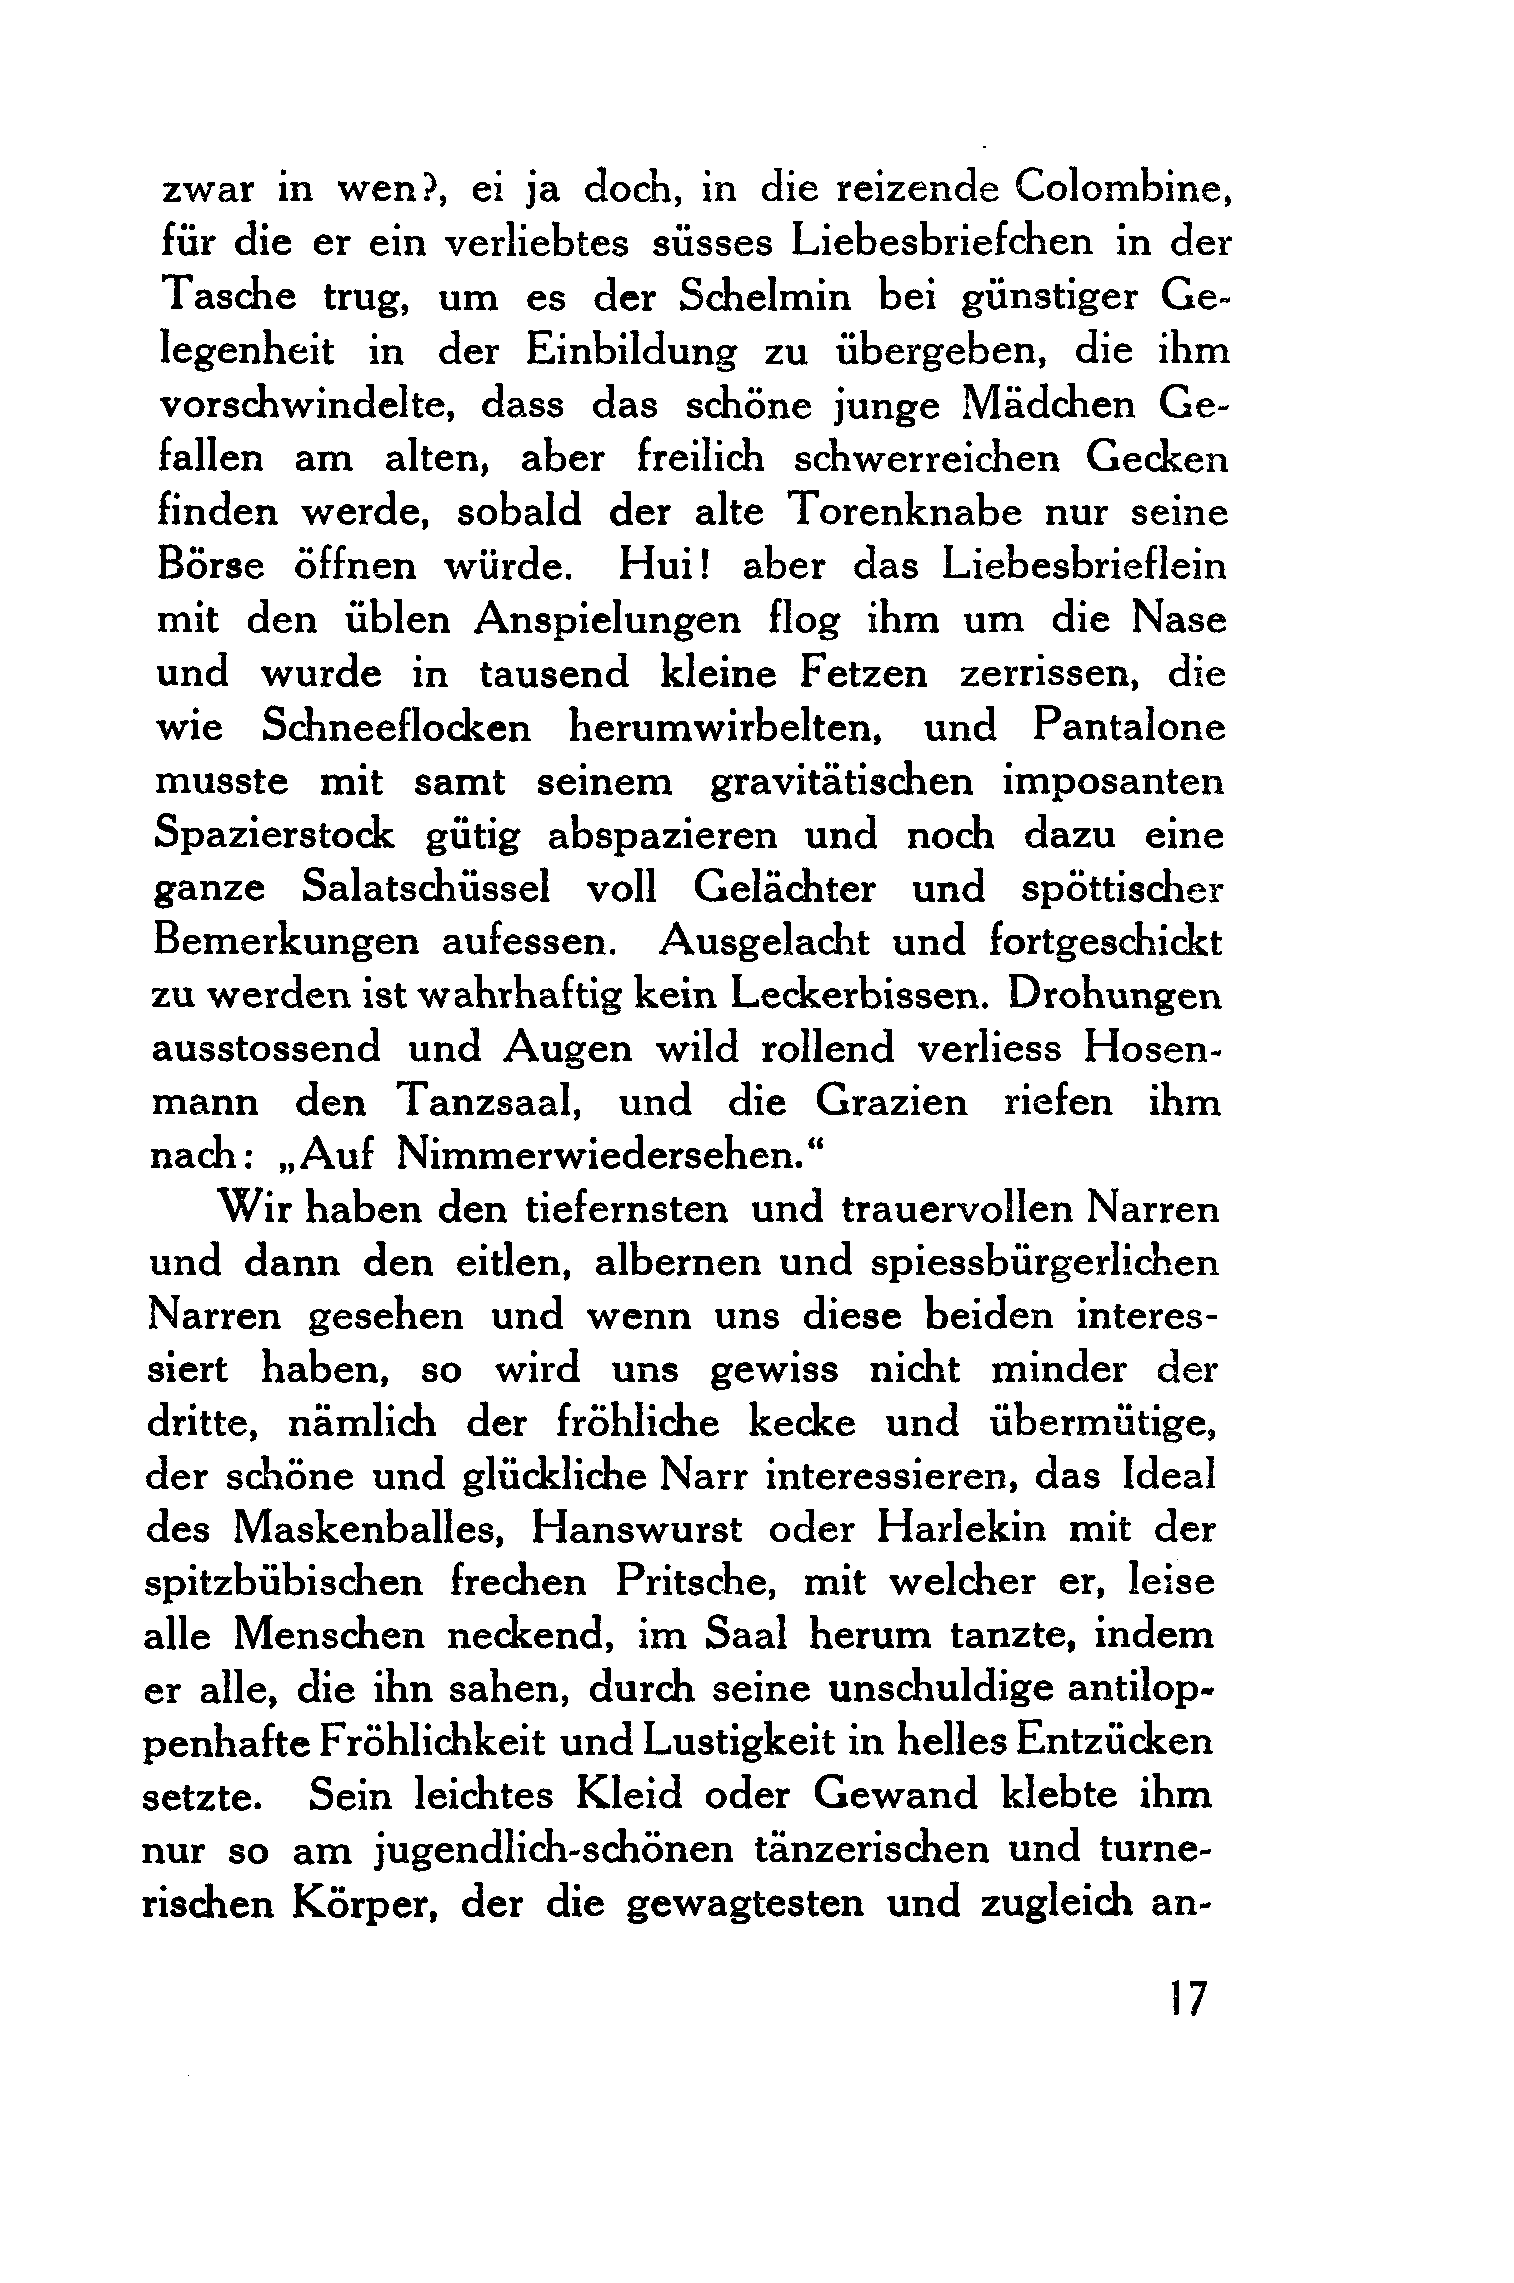 zwar in wen?, ei ja doch, in die reizende Colombine,
für die er ein verliebtes süsses Liebesbriefchen in der
Tasche trug, um es der Schelmin bei günstiger Ge-
legenheit in der Einbildung zu übergeben, die ihm
vorschwindelte, dass das schöne junge Mädchen Ge-
fallen am alten, aber freilich schwerreichen Gecken
finden werde, sobald der alte Torenknabe nur seine
Börse öffnen würde. Hui! aber das Liebesbrieflein
mit den üblen Anspielungen flog ihm um die Nase
und wurde in tausend kleine Fetzen zerrissen, die
wie Schneeflocken herumwirbelten, und Pantalone
musste mit samt seinem gravitätischen imposanten
Spazierstock gütig abspazieren und noch dazu eine
ganze Salatschüssel voll Gelächter und spöttischer
Bemerkungen aufessen. Ausgelacht und fortgeschickt
zu werden ist wahrhaftig kein Leckerbissen. Drohungen
ausstossend und Augen wild rollend verliess Hosen-
mann den Tanzsaal, und die Grazien riefen ihm
nach: „Auf Nimmerwiedersehen.“
Wir haben den tiefernsten und trauervollen Narren
und dann den eitlen, albernen und spiessbürgerlichen
Narren gesehen und wenn uns diese beiden interes-
siert haben, so wird uns gewiss nicht minder der
dritte, nämlich der fröhliche kecke und übermütige,
der schöne und glückliche Narr interessieren, das Ideal
des Maskenballes, Hanswurst oder Harlekin mit der
spitzbübischen frechen Pritsche, mit welcher er, leise
alle Menschen neckend, im Saal herum tanzte, indem
er alle, die ihn sahen, durch seine unschuldige antilop-
penhafte Fröhlichkeit und Lustigkeit in helles Entzücken
setzte. Sein leichtes Kleid oder Gewand klebte ihm
nur so am jugendlich-schönen tänzerischen und turne-
rischen Körper, der die gewagtesten und zugleich an-
17